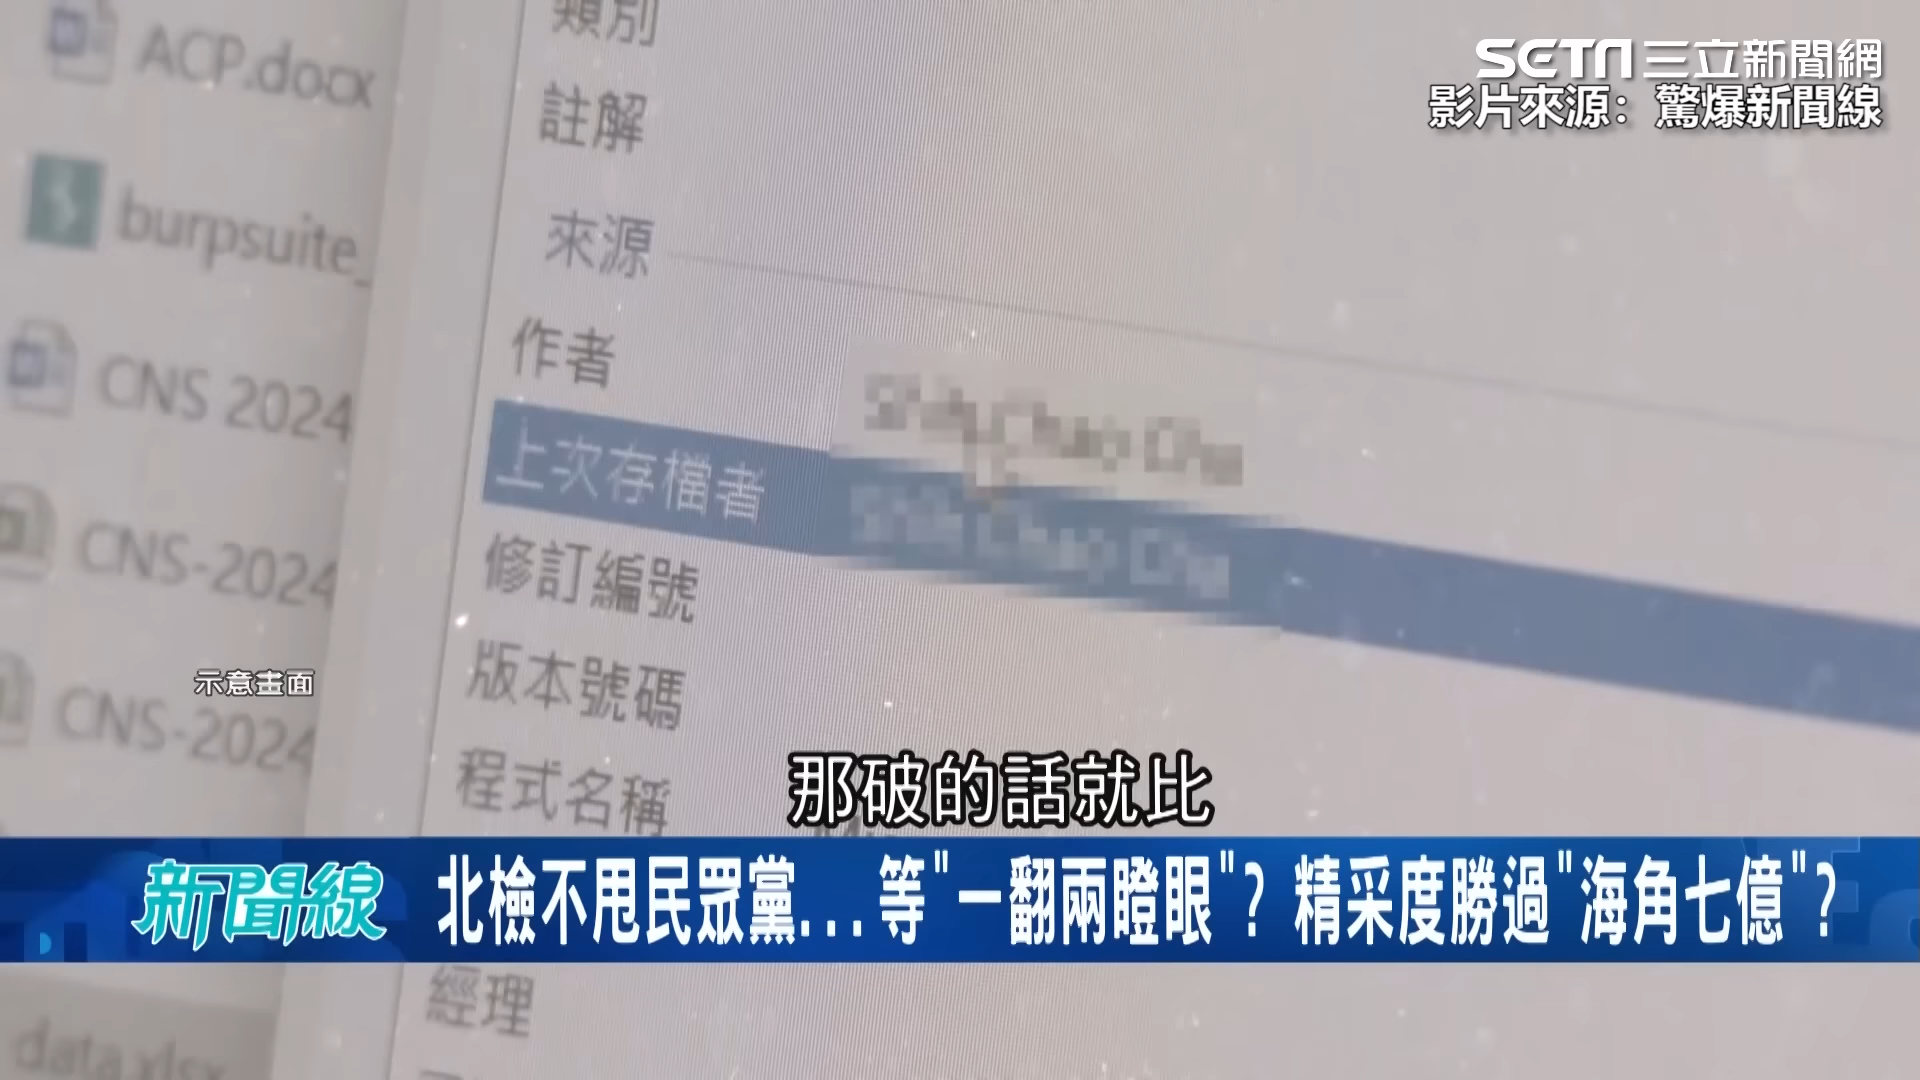 SETN三立新聞網
影片來源：驚爆新聞線
ACP.docx
burpsuite_
CNS 2024
CNS-2024
CNS-2024
data.xlsx
類別
註解
來源
作者
上次存檔者
修訂編號
版本號碼
程式名稱
經理
示意畫面
那破的話就比
新聞線
北檢不甩民眾黨...等"一翻兩瞪眼"? 精采度勝過"海角七億"?